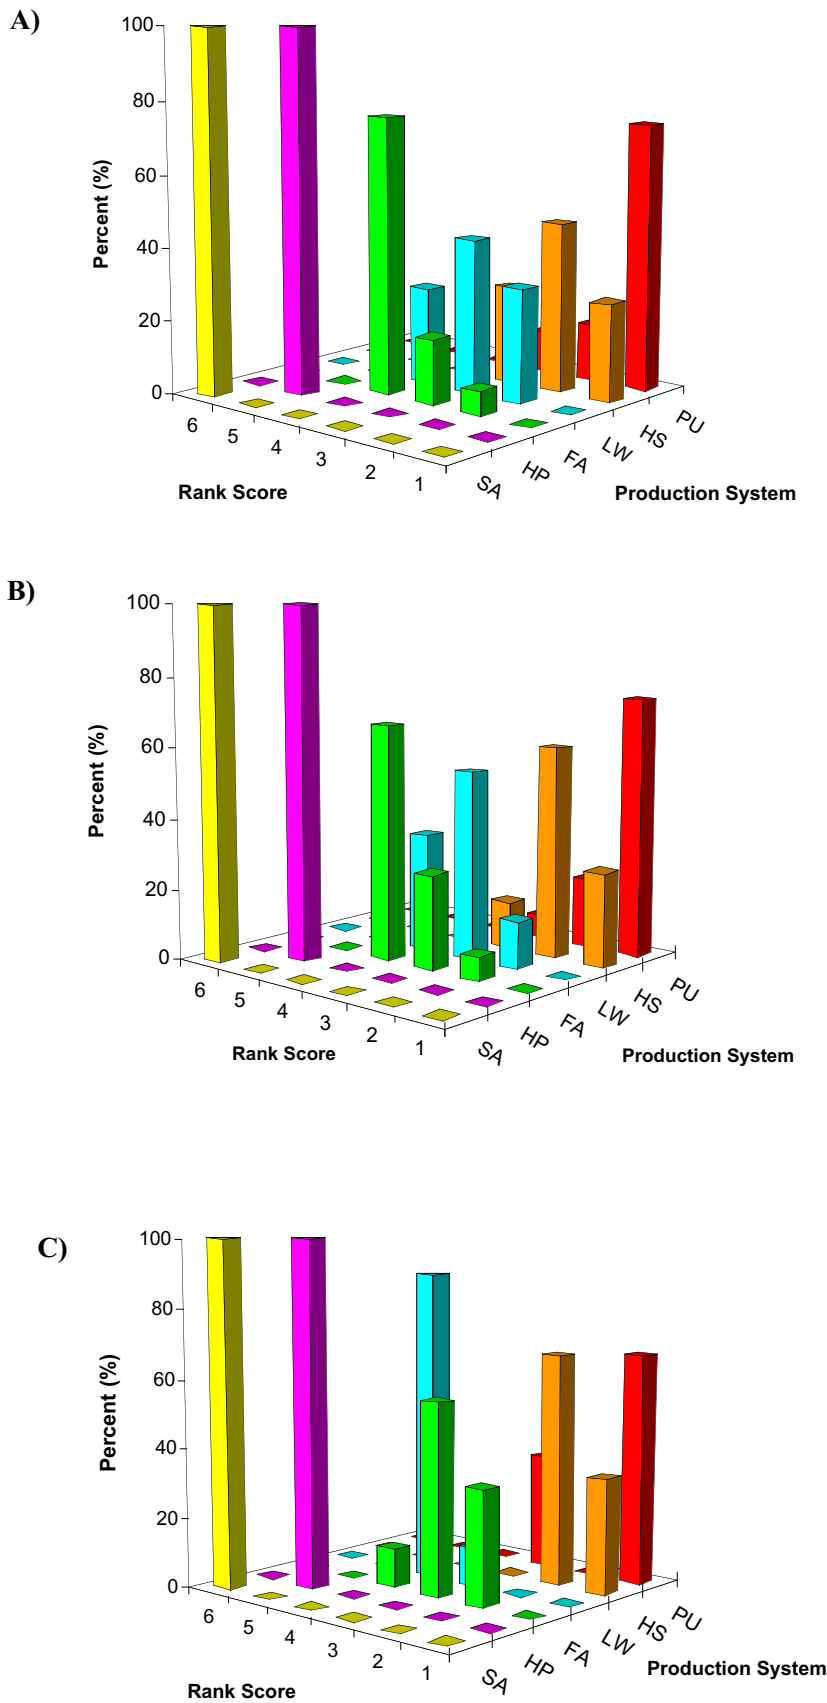 A)
100
80
60
40
20
0
Percent (%)
6
5
4
3
2
1
Rank Score
SA
HP
FA
LW
HS
PU
Production System
B)
100
80
60
40
20
0
Percent (%)
6
5
4
3
2
1
Rank Score
SA
HP
FA
LW
HS
PU
Production System
C)
100
80
60
40
20
0
Percent (%)
6
5
4
3
2
1
Rank Score
SA
HP
FA
LW
HS
PU
Production System